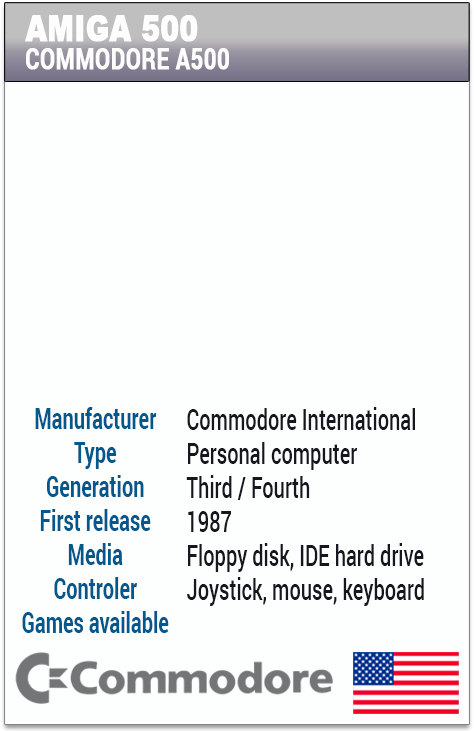 AMIGA 500
COMMODORE A500
Manufacturer Commodore International
Type Personal computer
Generation Third / Fourth
First release 1987
Media Floppy disk, IDE hard drive
Controler Joystick, mouse, keyboard
Games available
Commodore